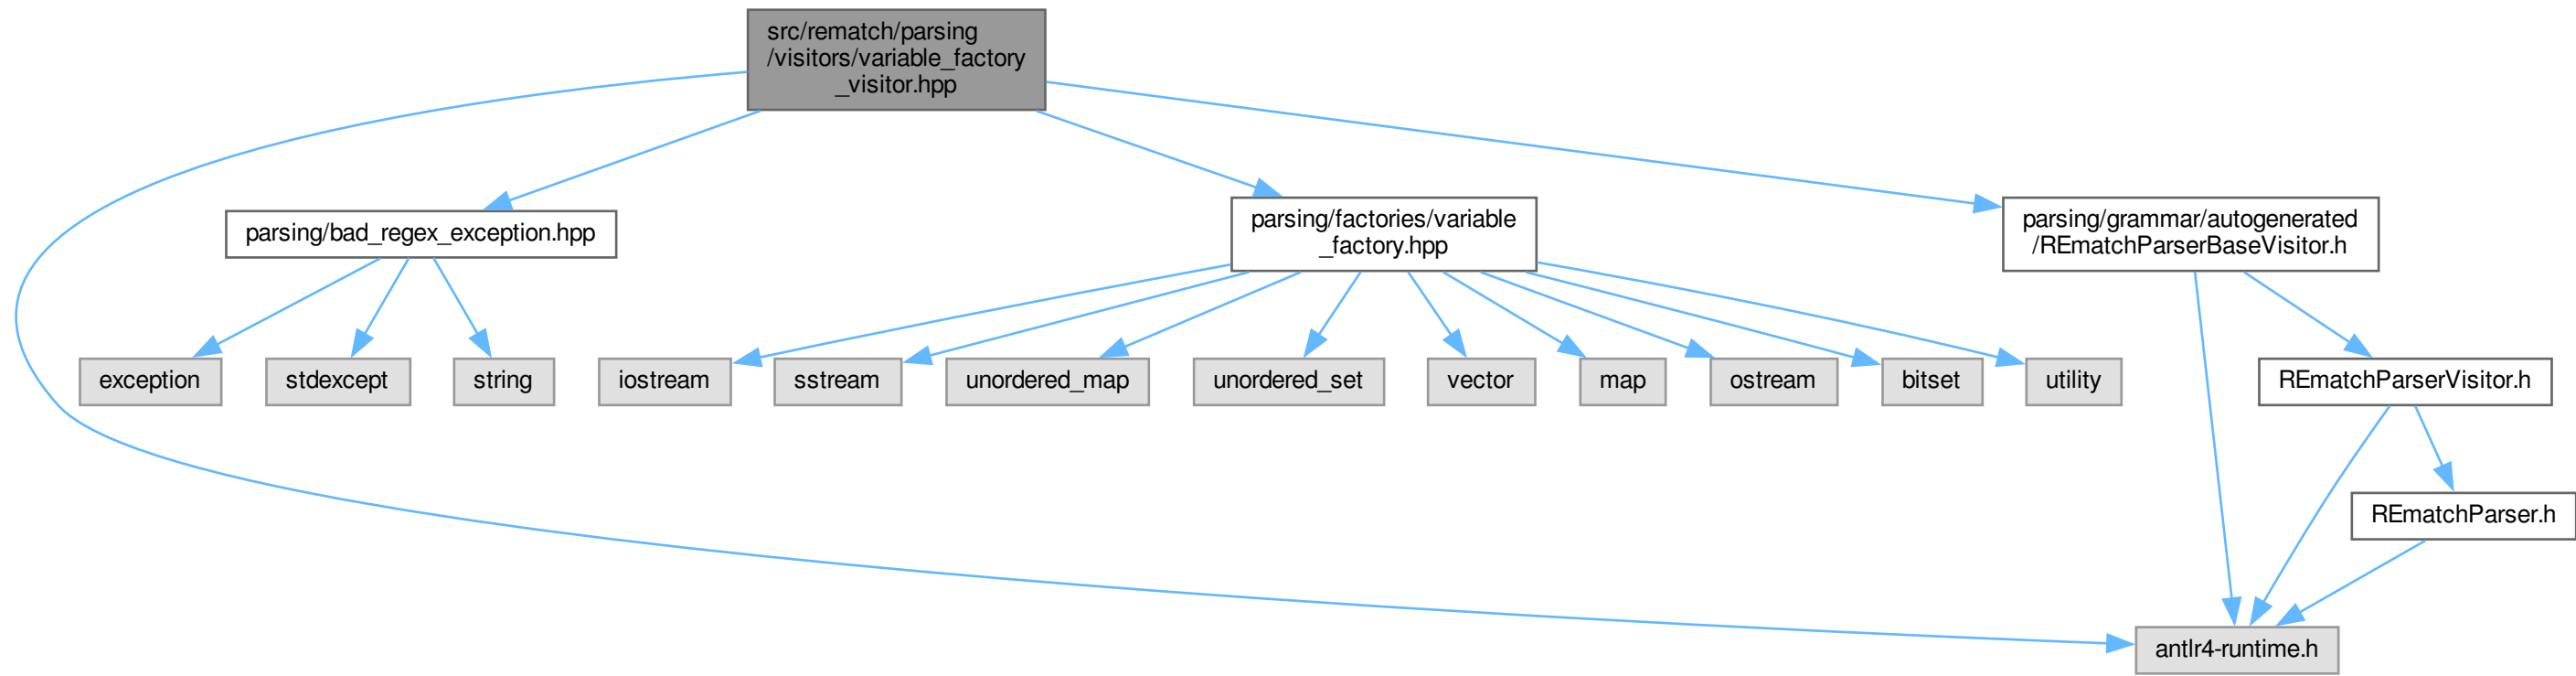 src/rematch/parsing
/visitors/variable_factory
_visitor.hpp
parsing/bad_regex_exception.hpp
parsing/factories/variable
_factory.hpp
parsing/grammar/autogenerated
/REmatchParserBaseVisitor.h
exception
stdexcept
string
iostream
sstream
unordered_map
unordered_set
vector
map
ostream
bitset
utility
REmatchParserVisitor.h
REmatchParser.h
antlr4-runtime.h